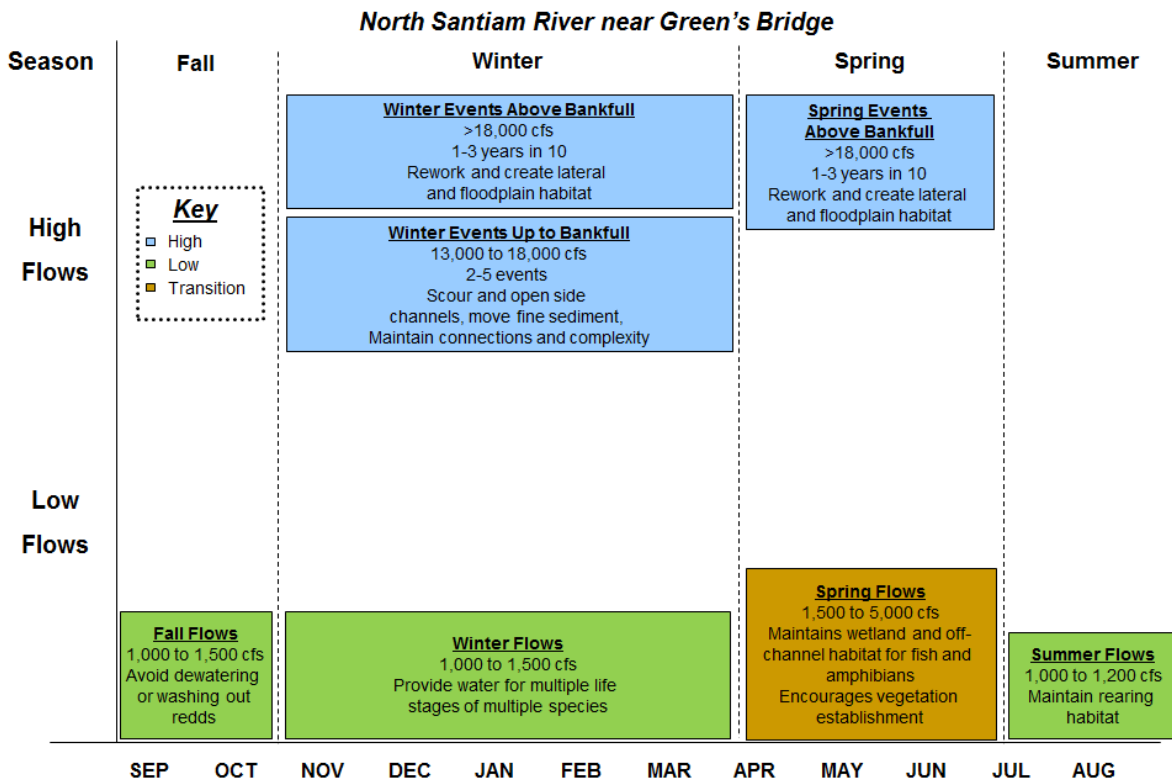 North Santiam River near Green's Bridge
Season
Fall
Winter
Spring
Summer
High
Flows
Low
Flows
Key
High
Low
Transition
Winter Events Above Bankfull
>18,000 cfs
1-3 years in 10
Rework and create lateral
and floodplain habitat
Winter Events Up to Bankfull
13,000 to 18,000 cfs
2-5 events
Scour and open side
channels, move fine sediment,
Maintain connections and complexity
Spring Events
Above Bankfull
>18,000 cfs
1-3 years in 10
Rework and create lateral
and floodplain habitat
Fall Flows
1,000 to 1,500 cfs
Avoid dewatering
or washing out
redds
Winter Flows
1,000 to 1,500 cfs
Provide water for multiple life
stages of multiple species
Spring Flows
1,500 to 5,000 cfs
Maintains wetland and off-
channel habitat for fish and
amphibians
Encourages vegetation
establishment
Summer Flows
1,000 to 1,200 cfs
Maintain rearing
habitat
SEP OCT NOV DEC JAN FEB MAR APR MAY JUN JUL AUG